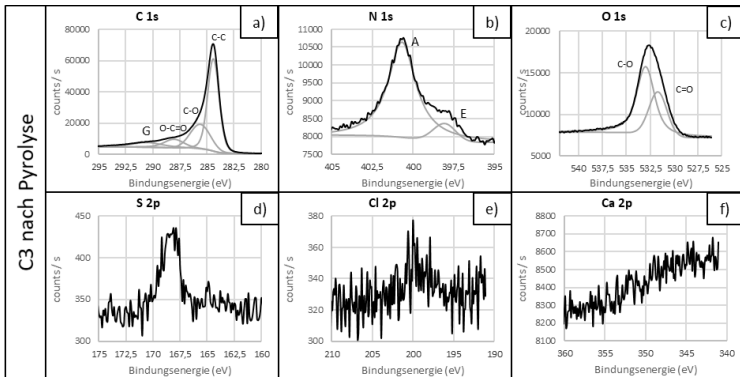 C3 nach Pyrolyse
C 1s
a)
counts / s
80000
60000
40000
20000
0
C-C
C-O
O-C=O
G
295 292,5 290 287,5 285 282,5 280
Bindungsenergie (eV)
N 1s
b)
counts / s
11000
10500
10000
9500
9000
8500
8000
7500
A
E
405 402,5 400 397,5 395
Bindungsenergie (eV)
O 1s
c)
counts / s
20000
15000
10000
5000
C-O
C=O
540 537,5 535 532,5 530 527,5 525
Bindungsenergie (eV)
S 2p
d)
counts / s
450
400
350
300
175 172,5 170 167,5 165 162,5 160
Bindungsenergie (eV)
Cl 2p
e)
counts / s
380
360
340
320
300
210 205 200 195 190
Bindungsenergie (eV)
Ca 2p
f)
counts / s
8800
8700
8600
8500
8400
8300
8200
8100
360 355 350 345 340
Bindungsenergie (eV)